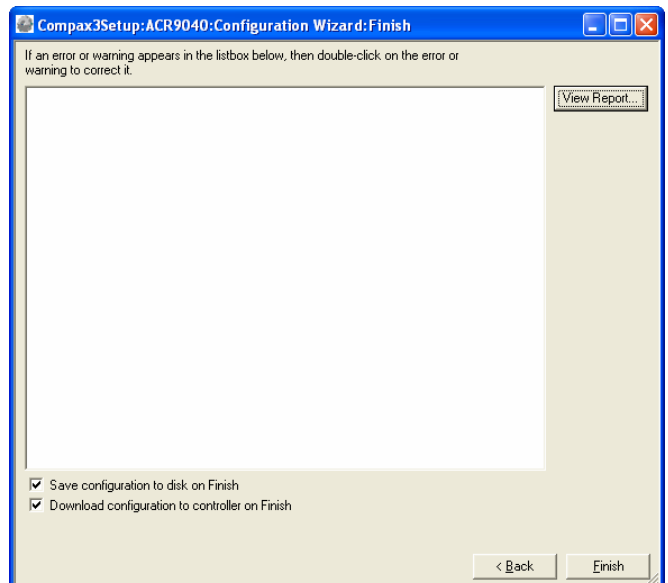 Compax3Setup:ACR9040:Configuration Wizard:Finish
If an error or warning appears in the listbox below, then double-click on the error or
warning to correct it.
View Report...
Save configuration to disk on Finish
Download configuration to controller on Finish
< Back
Finish